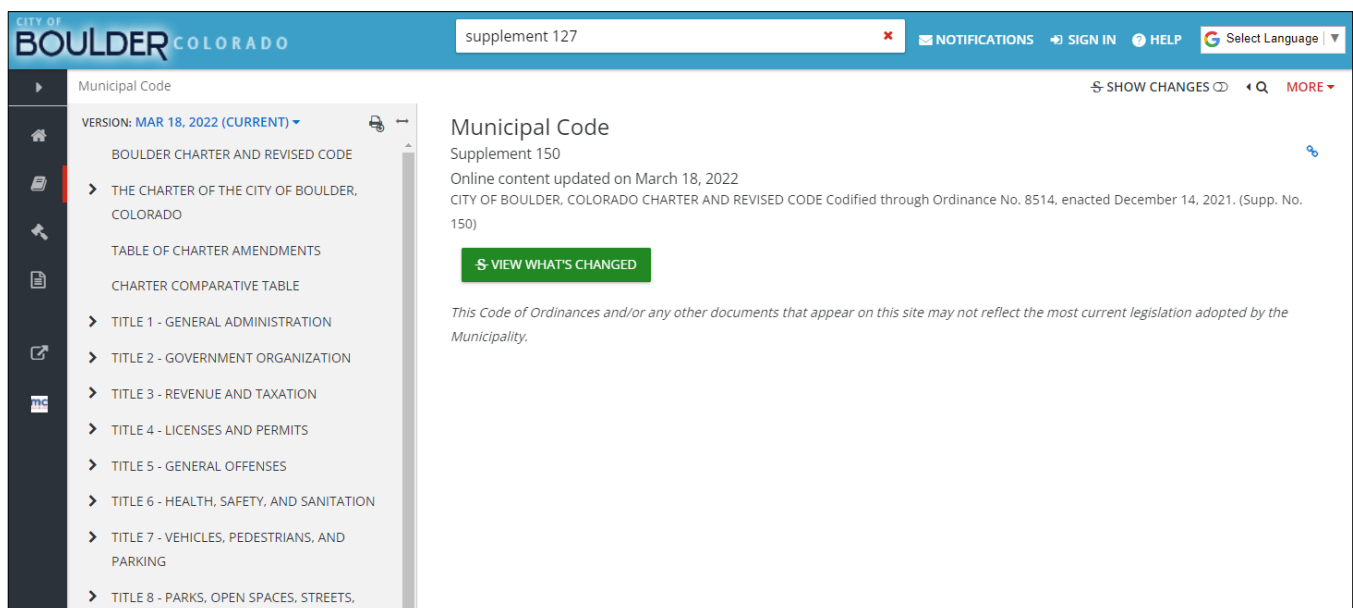 CITY OF
BOULDER COLORADO
supplement 127
NOTIFICATIONS
SIGN IN
HELP
G Select Language
Municipal Code
SHOW CHANGES
MORE
VERSION: MAR 18, 2022 (CURRENT)
BOULDER CHARTER AND REVISED CODE
THE CHARTER OF THE CITY OF BOULDER,
COLORADO
TABLE OF CHARTER AMENDMENTS
CHARTER COMPARATIVE TABLE
TITLE 1 - GENERAL ADMINISTRATION
TITLE 2 - GOVERNMENT ORGANIZATION
TITLE 3 - REVENUE AND TAXATION
TITLE 4 - LICENSES AND PERMITS
TITLE 5 - GENERAL OFFENSES
TITLE 6 - HEALTH, SAFETY, AND SANITATION
TITLE 7 - VEHICLES, PEDESTRIANS, AND
PARKING
TITLE 8 - PARKS, OPEN SPACES, STREETS,
mc
Municipal Code
Supplement 150
Online content updated on March 18, 2022
CITY OF BOULDER, COLORADO CHARTER AND REVISED CODE Codified through Ordinance No. 8514, enacted December 14, 2021. (Supp. No.
150)
S VIEW WHAT'S CHANGED
This Code of Ordinances and/or any other documents that appear on this site may not reflect the most current legislation adopted by the
Municipality.